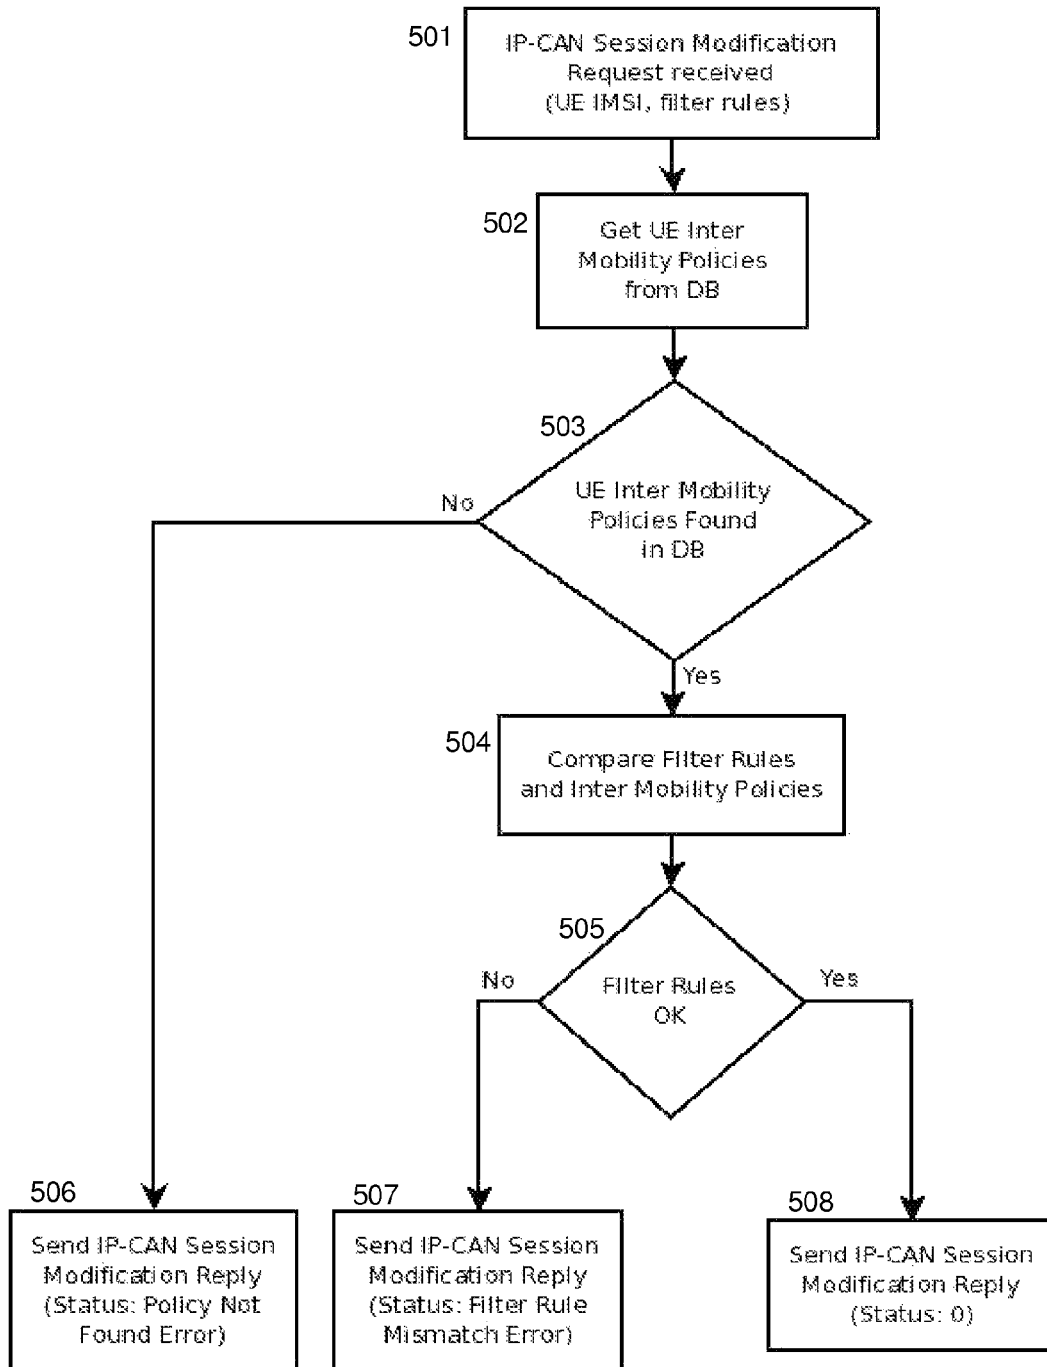 501
IP-CAN Session Modification
Request received
(UE IMSI, filter rules)
502
Get UE Inter
Mobility Policies
from DB
503
UE Inter Mobility
Policies Found
in DB
No
Yes
504
Compare Filter Rules
and Inter Mobility Policies
505
Filter Rules
OK
No
Yes
506
Send IP-CAN Session
Modification Reply
(Status: Policy Not
Found Error)
507
Send IP-CAN Session
Modification Reply
(Status: Filter Rule
Mismatch Error)
508
Send IP-CAN Session
Modification Reply
(Status: 0)